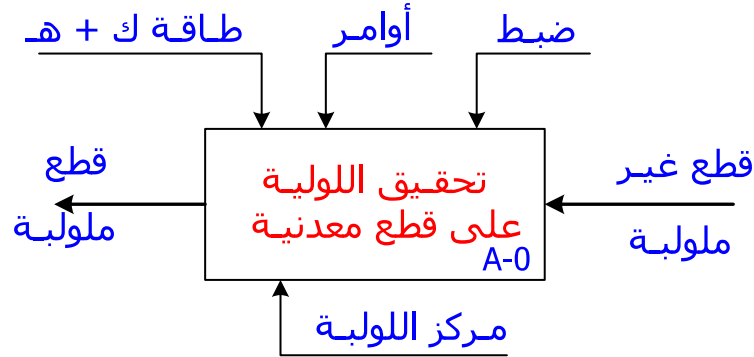 ضبط
أوامر
طاقة ك + هـ
قطع غير
ملولبة
تحقيق اللولبة
على قطع معدنية
A-0
قطع
ملولبة
مركز اللولبة